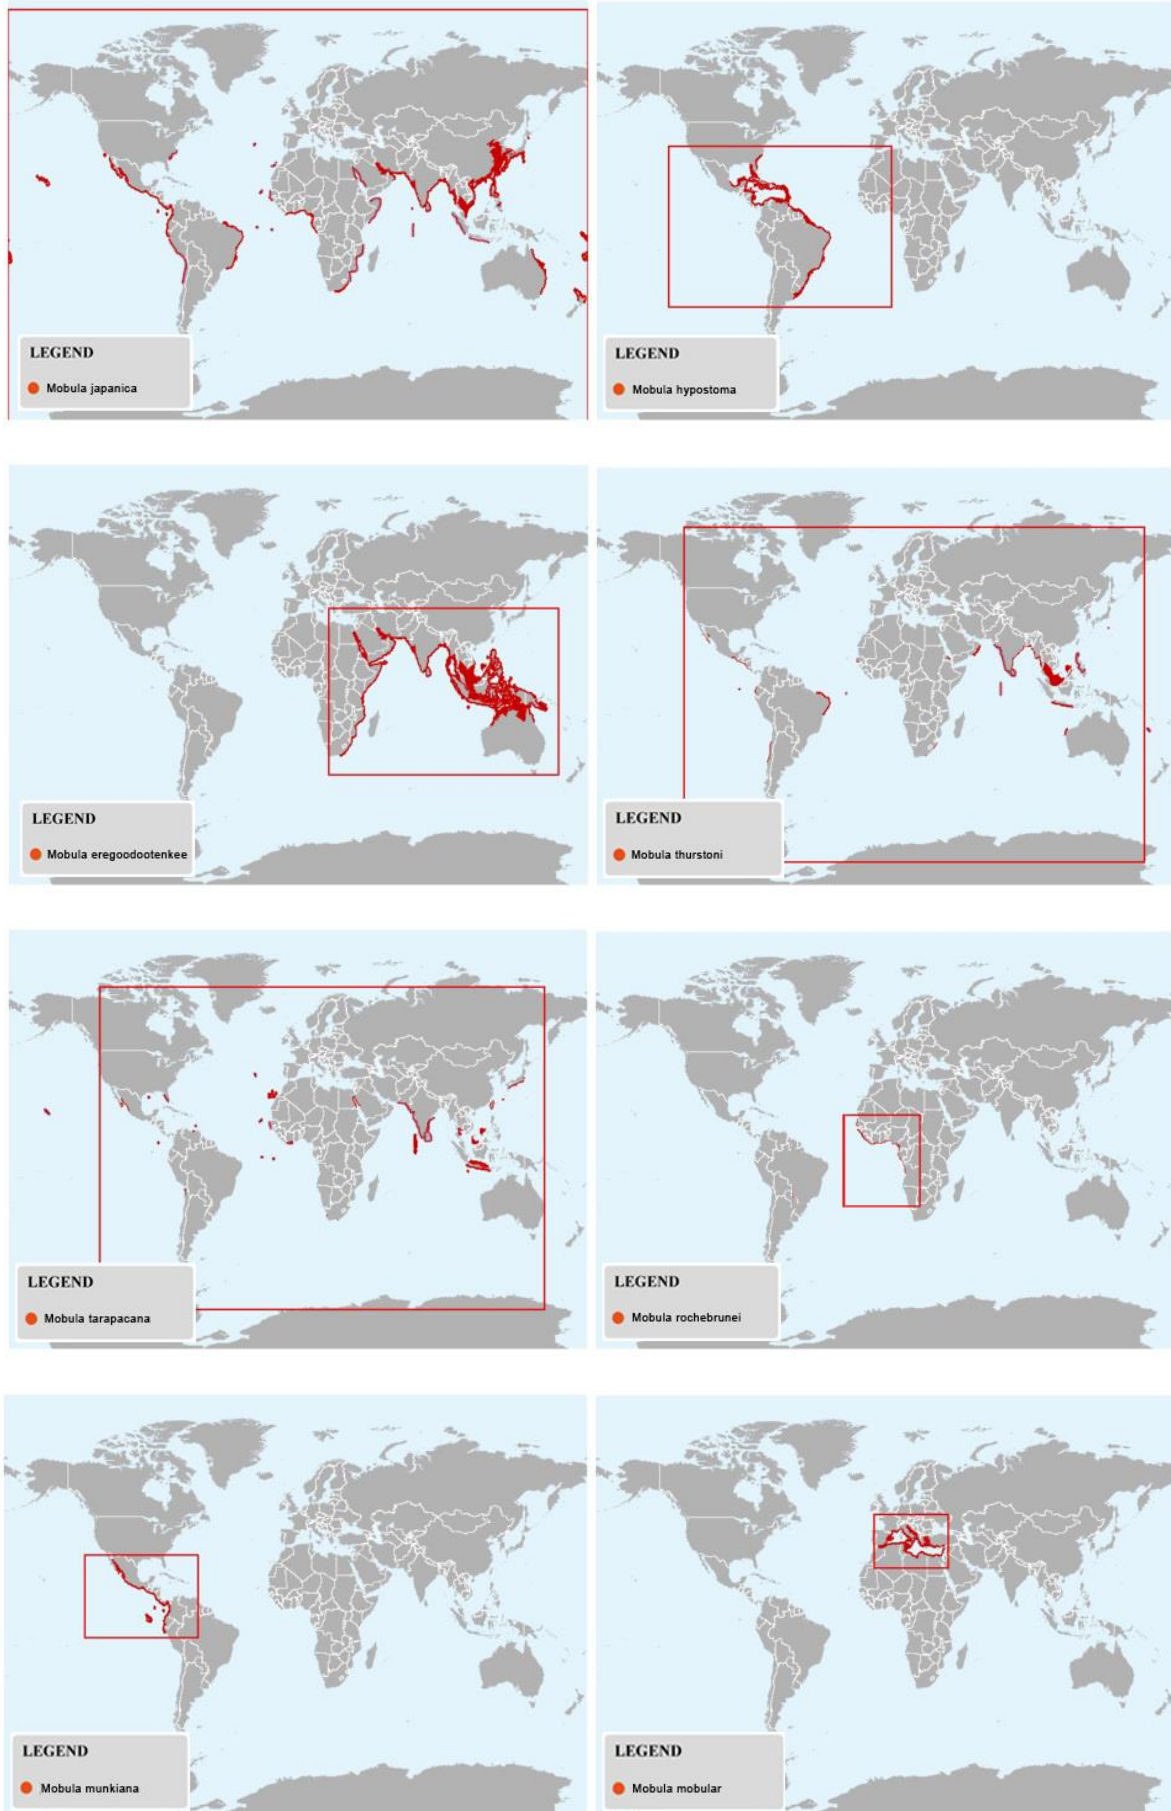 LEGEND
Mobula japanica
LEGEND
Mobula hypostoma
LEGEND
Mobula eregoodootenkee
LEGEND
Mobula thurstoni
LEGEND
Mobula tarapacana
LEGEND
Mobula rochebrunei
LEGEND
Mobula munkiana
LEGEND
Mobula mobular